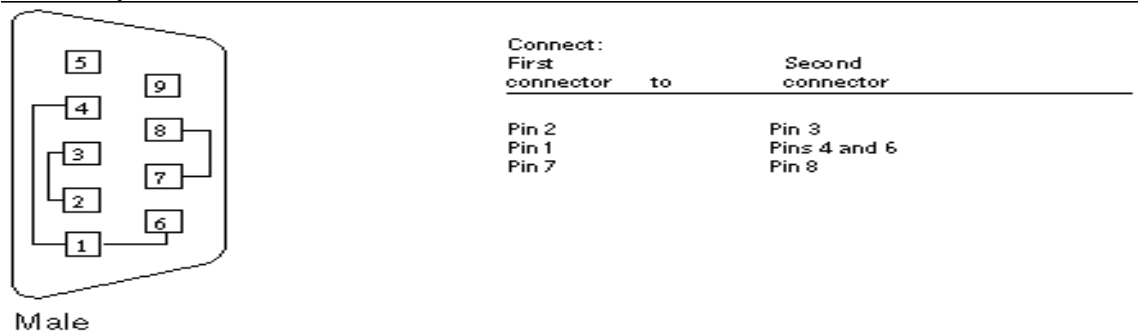 5
9
4
8
3
7
2
6
1
Male
Connect:
First Second
connector to connector
Pin 2 Pin 3
Pin 1 Pins 4 and 6
Pin 7 Pin 8